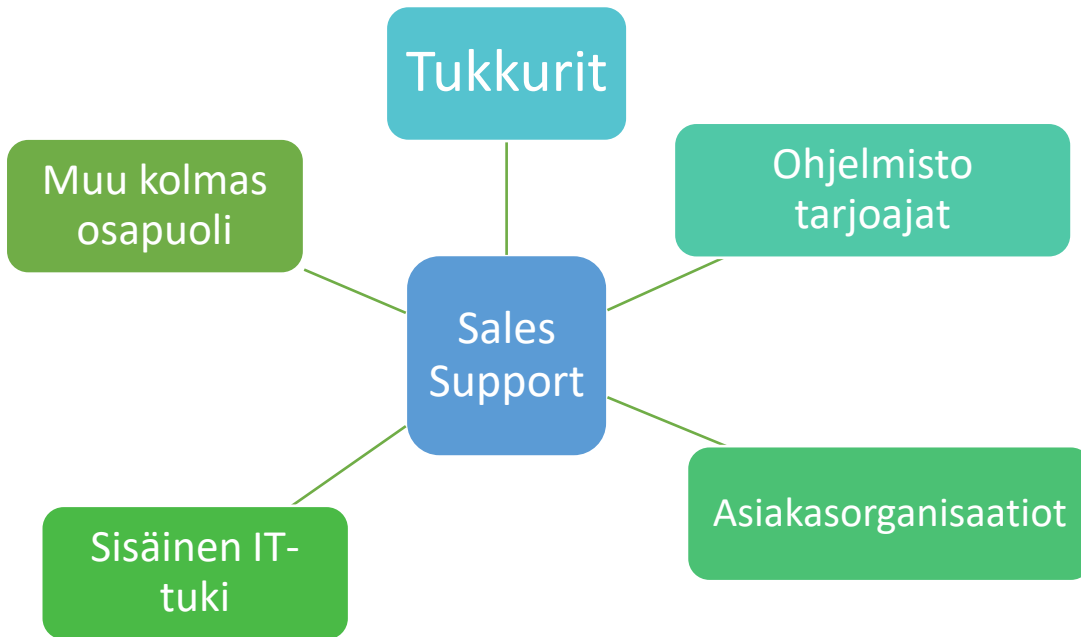 Tukkurit
Muu kolmas
osapuoli
Ohjelmisto
tarjoajat
Sales
Support
Asiakasorganisaatiot
Sisäinen IT-
tuki